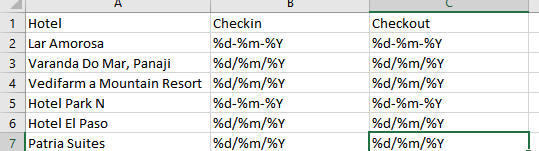 A B C
1 Hotel Checkin Checkout
2 Lar Amorosa %d-%m-%Y %d-%m-%Y
3 Varanda Do Mar, Panaji %d/%m/%Y %d/%m/%Y
4 Vedifarm a Mountain Resort %d/%m/%Y %d/%m/%Y
5 Hotel Park N %d-%m-%Y %d-%m-%Y
6 Hotel El Paso %d/%m/%Y %d/%m/%Y
7 Patria Suites %d/%m/%Y %d/%m/%Y